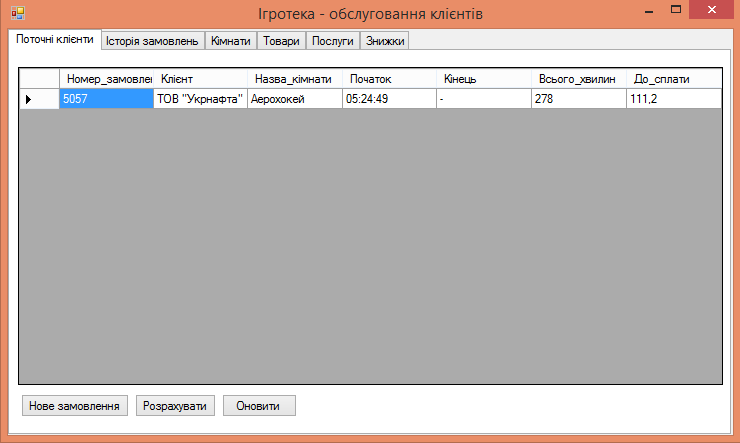 Ігротека - обслуговання клієнтів
Поточні клієнти Історія замовлень Кімнати Товари Послуги Знижки
Номер_замовлен Клієнт Назва_кімнати Початок Кінець Всього_хвилин До_сплати
5057 ТОВ "Укрнафта" Аерохокей 05:24:49 - 278 111,2
Нове замовлення Розрахувати Оновити